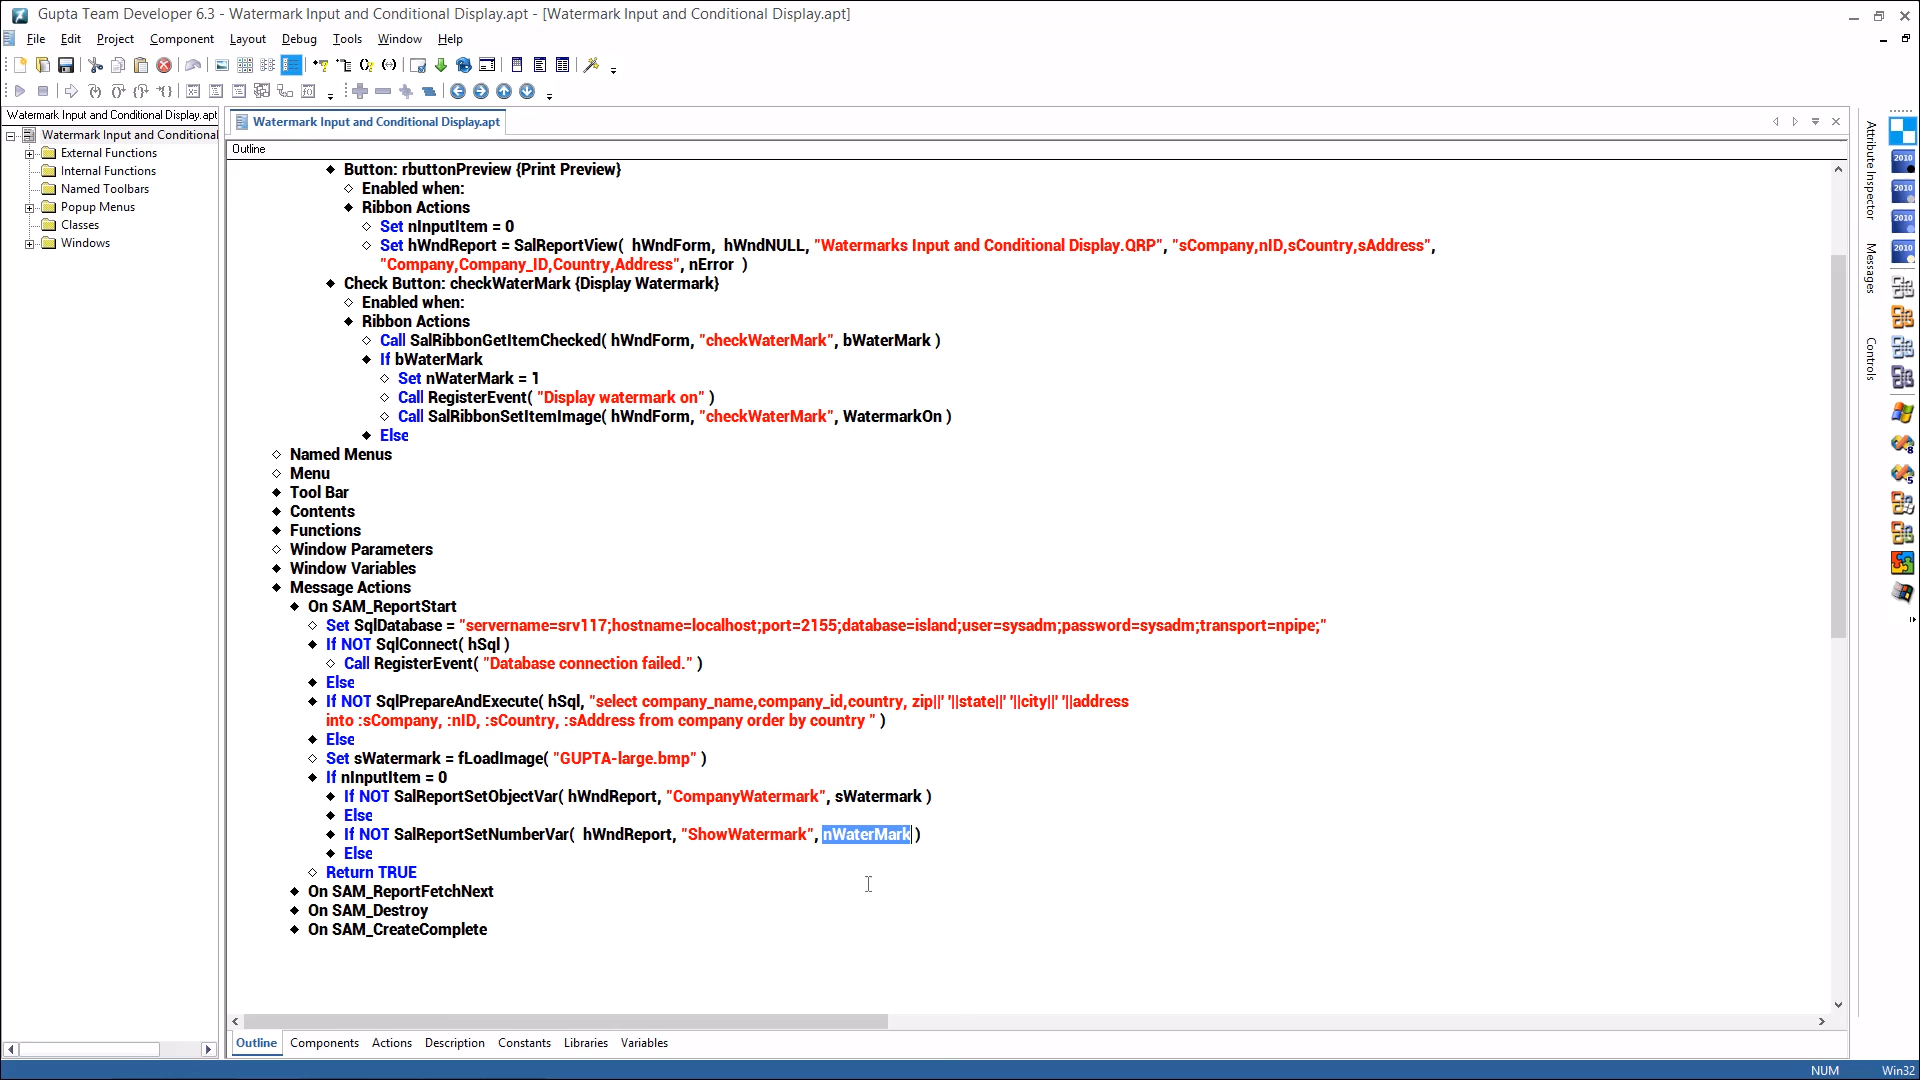 Gupta Team Developer 6.3 - Watermark Input and Conditional Display.apt - [Watermark Input and Conditional Display.apt]
File Edit Project Component Layout Debug Tools Window Help
Watermark Input and Conditional Display.apt
Watermark Input and Conditional
External Functions
Internal Functions
Named Toolbars
Popup Menus
Classes
Windows
Watermark Input and Conditional Display.apt
Outline
Button: rbuttonPreview {Print Preview}
Enabled when:
Ribbon Actions
Set nInputItem = 0
Set hWndReport = SalReportView( hWndForm, hWndNULL, "Watermarks Input and Conditional Display.QRP", "sCompany,nID,sCountry,sAddress",
"Company,Company_ID,Country,Address", nError )
Check Button: checkWaterMark {Display Watermark}
Enabled when:
Ribbon Actions
Call SalRibbonGetItemChecked( hWndForm, "checkWaterMark", bWaterMark )
If bWaterMark
Set nWaterMark = 1
Call RegisterEvent( "Display watermark on" )
Call SalRibbonSetItemImage( hWndForm, "checkWaterMark", WatermarkOn )
Else
Named Menus
Menu
Tool Bar
Contents
Functions
Window Parameters
Window Variables
Message Actions
On SAM_ReportStart
Set SqlDatabase = "servername=srv117;hostname=localhost;port=2155;database=island;user=sysadm;password=sysadm;transport=npipe;"
If NOT SqlConnect( hSql )
Call RegisterEvent( "Database connection failed." )
Else
If NOT SqlPrepareAndExecute( hSql, "select company_name,company_id,country, zip||' '||state||' '||city||' '||address
into :sCompany, :nID, :sCountry, :sAddress from company order by country " )
Else
Set sWatermark = fLoadImage( "GUPTA-large.bmp" )
If nInputItem = 0
If NOT SalReportSetObjectVar( hWndReport, "CompanyWatermark", sWatermark )
Else
If NOT SalReportSetNumberVar( hWndReport, "ShowWatermark", nWaterMark )
Else
Return TRUE
On SAM_ReportFetchNext
On SAM_Destroy
On SAM_CreateComplete
Outline Components Actions Description Constants Libraries Variables
Attribute Inspector
Messages
Controls
2010
2010
2010
2010
NUM Win32